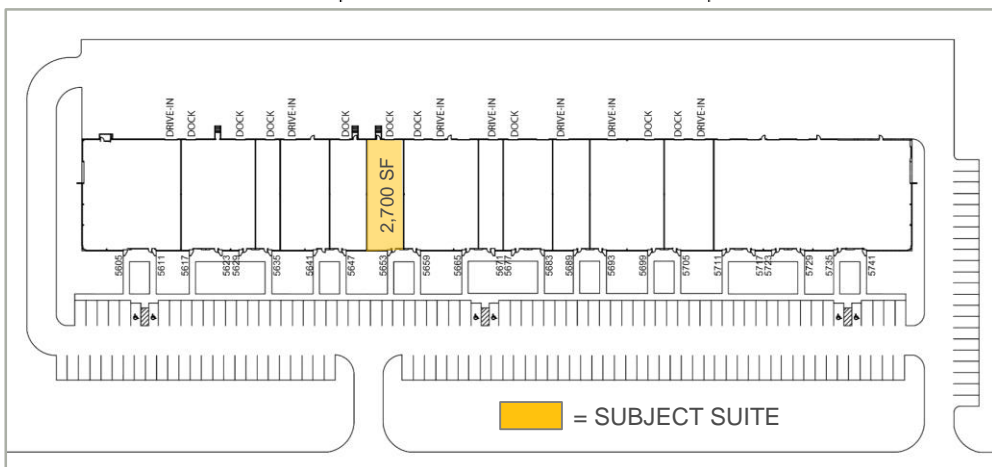 DRIVE-IN
DOCK
DOCK
DOCK
DRIVE-IN
DOCK
DOCK
DOCK
DRIVE-IN
DRIVE-IN
DOCK
DRIVE-IN
DRIVE-IN
DOCK
DOCK
DRIVE-IN
2,700 SF
5605
5611
5617
5623
5629
5635
5641
5647
5653
5659
5665
5671
5677
5683
5689
5693
5699
5705
5711
5717
5723
5729
5735
5741
= SUBJECT SUITE